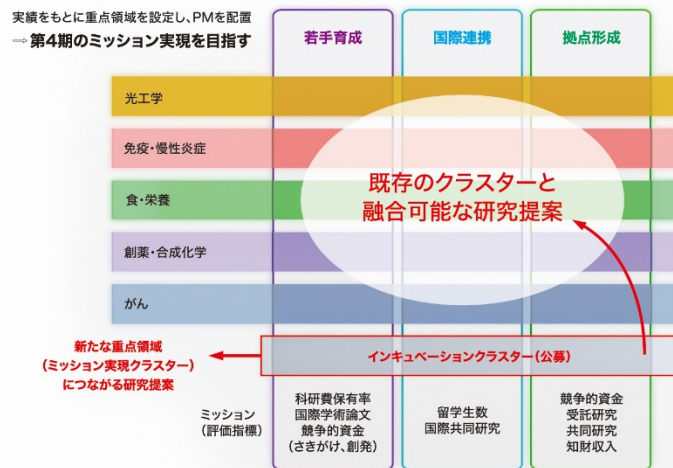 実績をもとに重点領域を設定し、PMを配置
⇒第4期のミッション実現を目指す
若手育成
国際連携
拠点形成
光工学
免疫・慢性炎症
食・栄養
創薬・合成化学
がん
既存のクラスターと
融合可能な研究提案
新たな重点領域
（ミッション実現クラスター）
につながる研究提案
インキュベーションクラスター（公募）
ミッション
（評価指標）
科研費保有率
国際学術論文
競争的資金
（さきがけ、創発）
留学生数
国際共同研究
競争的資金
受託研究
共同研究
知財収入